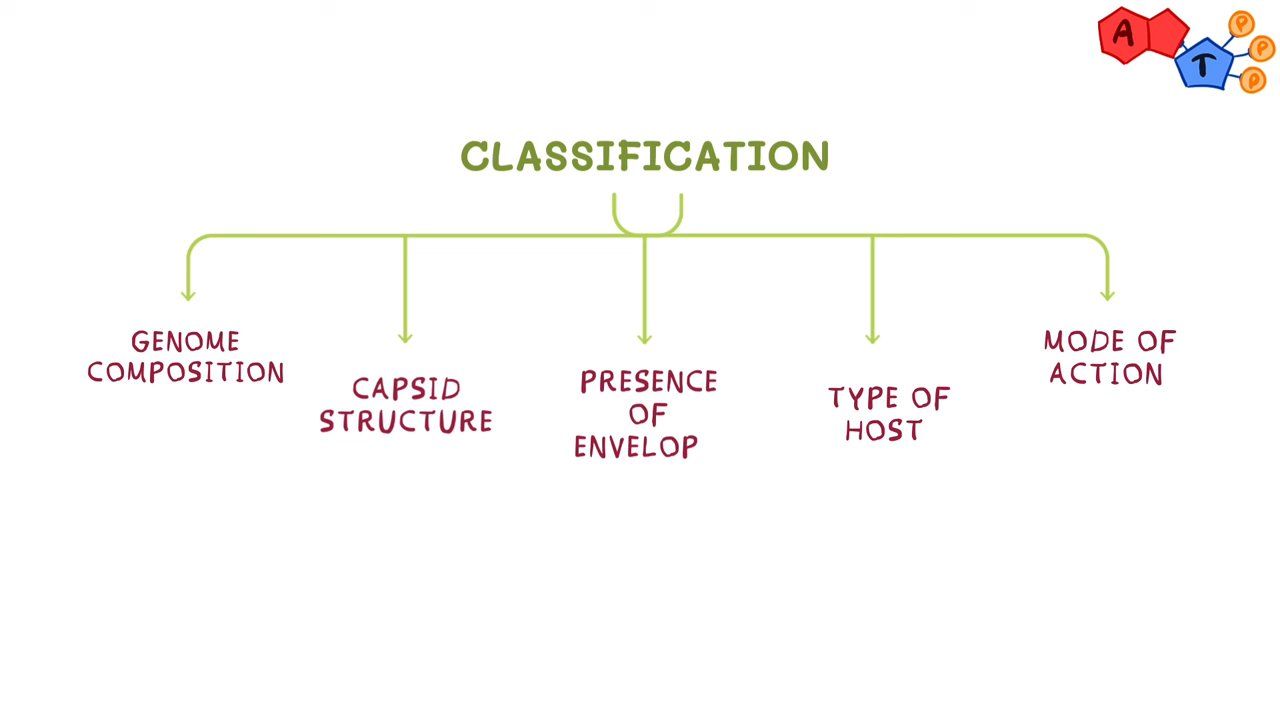 A
T
P
P
P
CLASSIFICATION
GENOME
COMPOSITION
CAPSID
STRUCTURE
PRESENCE
OF
ENVELOP
TYPE OF
HOST
MODE OF
ACTION